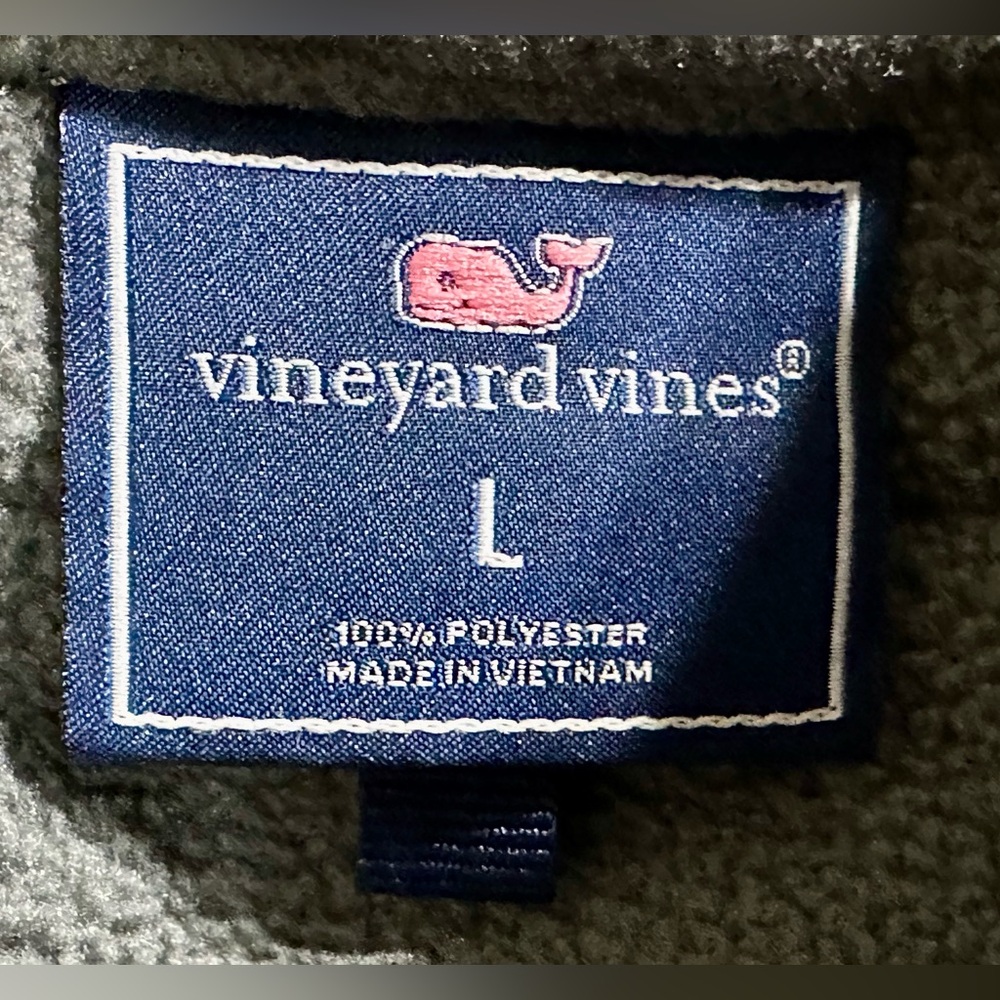 vineyard vines®
L
100% POLYESTER
MADE IN VIETNAM